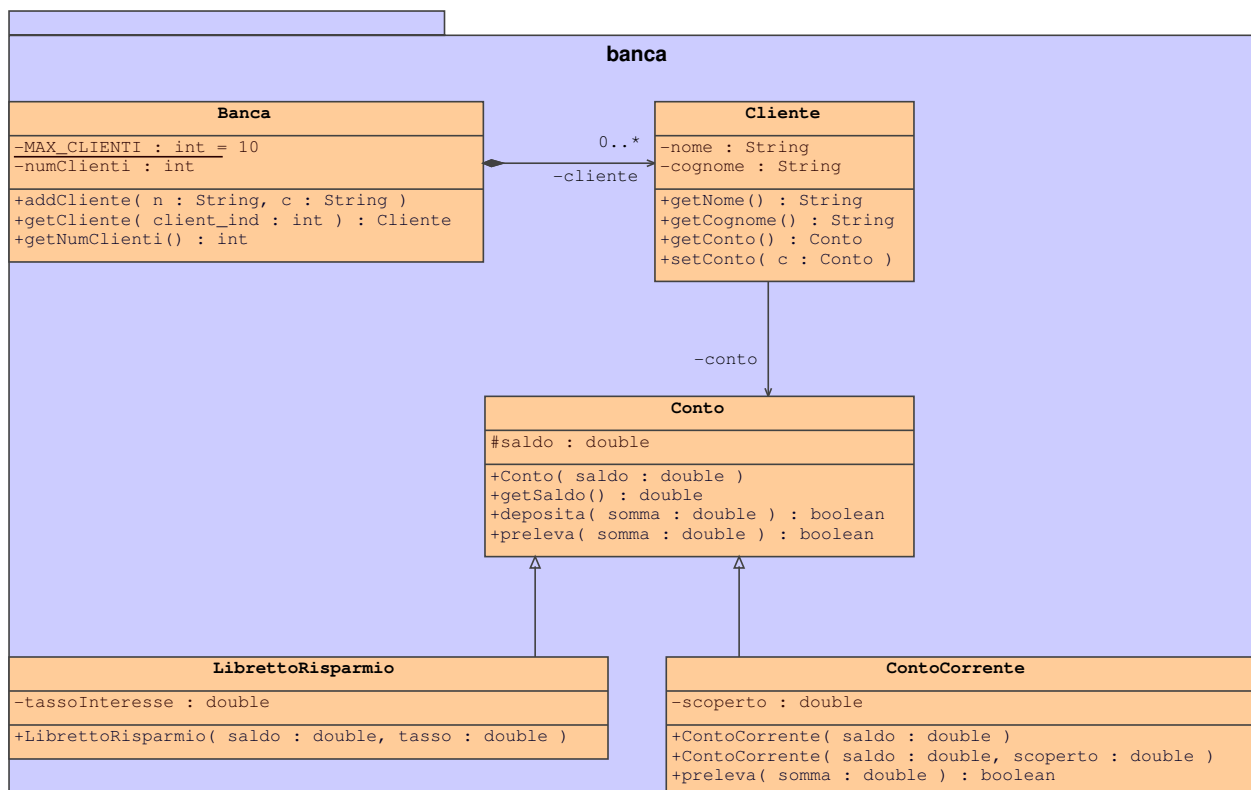 banca
Banca
-MAX_CLIENTI : int = 10
-numClienti : int
+addCliente( n : String, c : String )
+getCliente( client_ind : int ) : Cliente
+getNumClienti() : int
0..*
-cliente
Cliente
-nome : String
-cognome : String
+getNome() : String
+getCognome() : String
+getConto() : Conto
+setConto( c : Conto )
-conto
Conto
#saldo : double
+Conto( saldo : double )
+getSaldo() : double
+deposita( somma : double ) : boolean
+preleva( somma : double ) : boolean
LibrettoRisparmio
-tassoInteresse : double
+LibrettoRisparmio( saldo : double, tasso : double )
ContoCorrente
-scoperto : double
+ContoCorrente( saldo : double )
+ContoCorrente( saldo : double, scoperto : double )
+preleva( somma : double ) : boolean